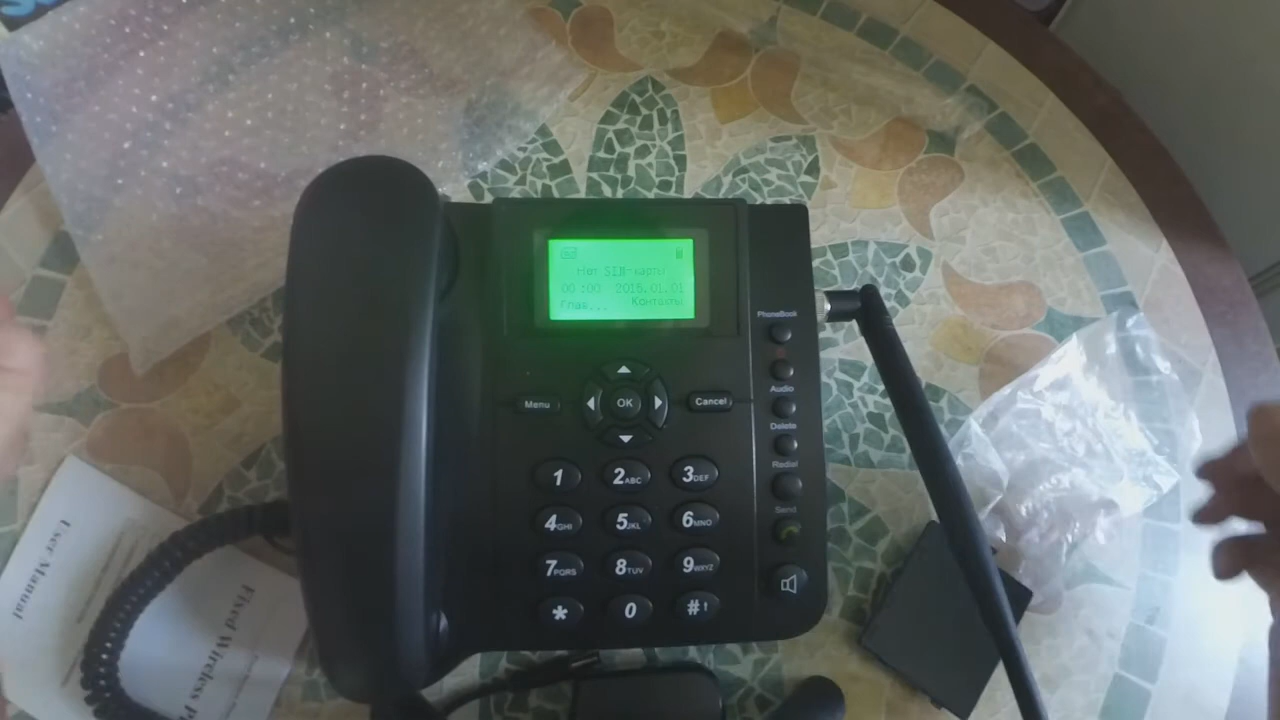 Нет SIM-карты
00:00 2015.01.01
Глав... Контакты
PhoneBook
Audio
Delete
Redial
Send
Menu
OK
Cancel
1 2ABC 3DEF
4GHI 5JKL 6MNO
7PQRS 8TUV 9WXYZ
* 0 #
User Manual
Fixed Wireless